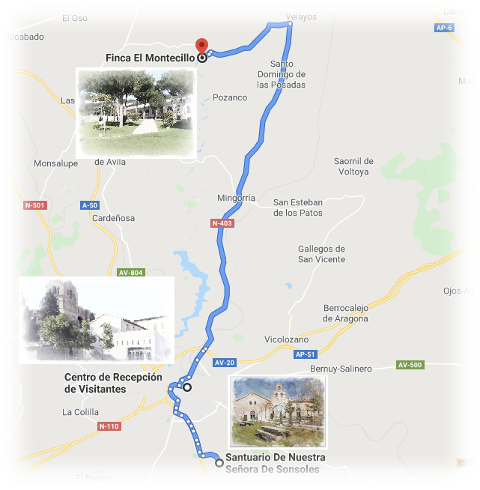 El Oso
Velayos
AP-6
ocabado
Finca El Montecillo
Santo
Domingo de
las Posadas
Las
Pozanco
de Ávila
Monsalupe
Saornil de
Voltoya
Mingorría
N-501
A-50
San Esteban
de los Patos
Cardeñosa
N-403
Gallegos de
San Vicente
AV-804
Ojos-A
Berrocalejo
de Aragona
Vicolozano
AP-51
AV-20
Bernuy-Salinero
AV-500
Centro de Recepción
de Visitantes
La Colilla
N-110
Santuario De Nuestra
Señora De Sonsoles